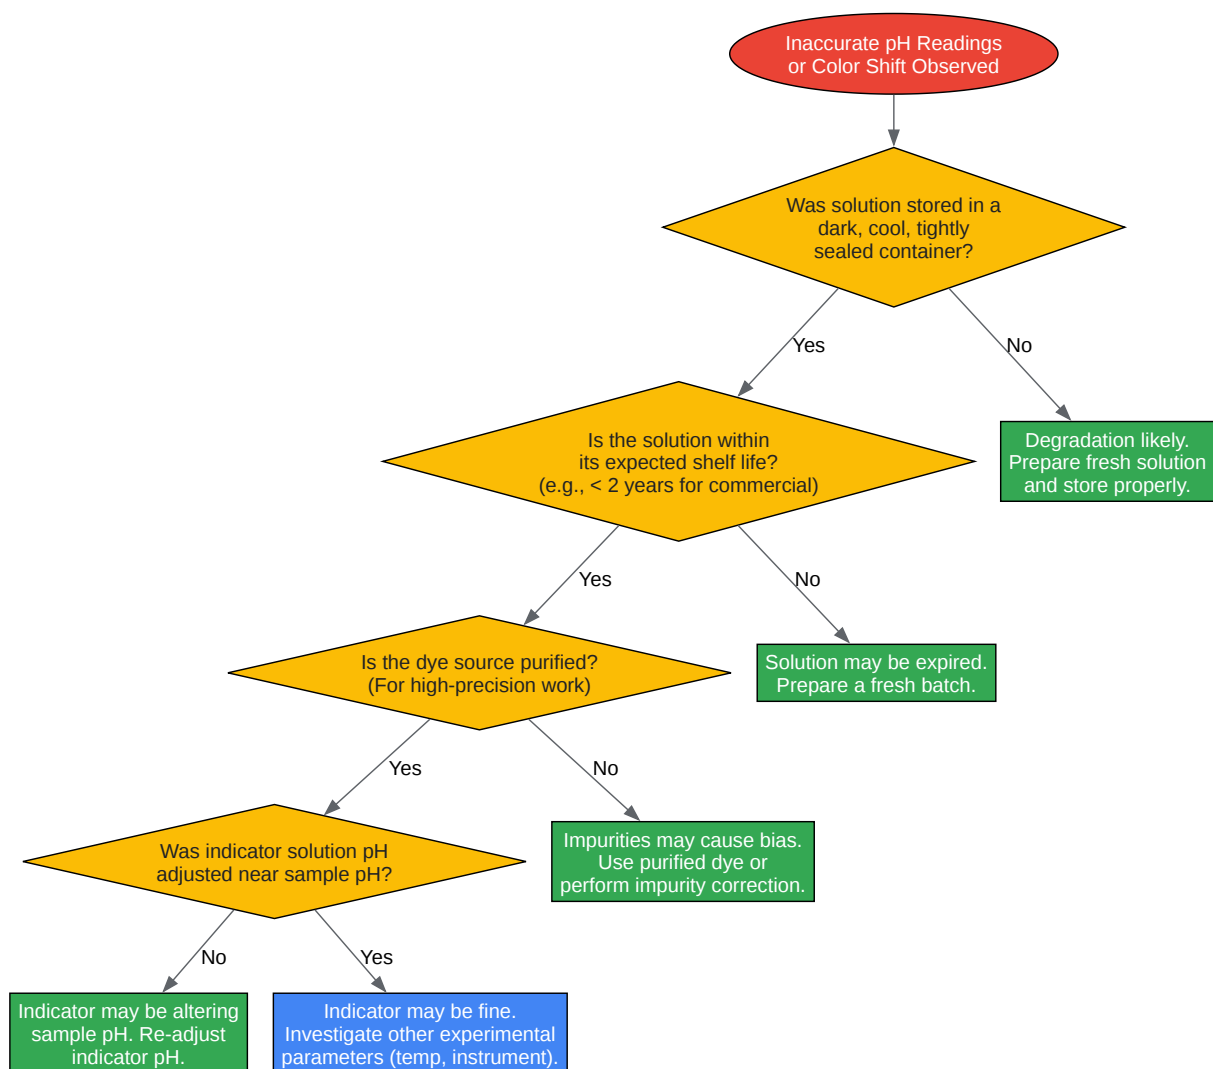 Inaccurate pH Readings
or Color Shift Observed
Was solution stored in a
dark, cool, tightly
sealed container?
Yes
No
Is the solution within
its expected shelf life?
(e.g., < 2 years for commercial)
Degradation likely.
Prepare fresh solution
and store properly.
Yes
No
Is the dye source purified?
(For high-precision work)
Solution may be expired.
Prepare a fresh batch.
Yes
No
Was indicator solution pH
adjusted near sample pH?
Impurities may cause bias.
Use purified dye or
perform impurity correction.
No
Yes
Indicator may be altering
sample pH. Re-adjust
indicator pH.
Indicator may be fine.
Investigate other experimental
parameters (temp, instrument).